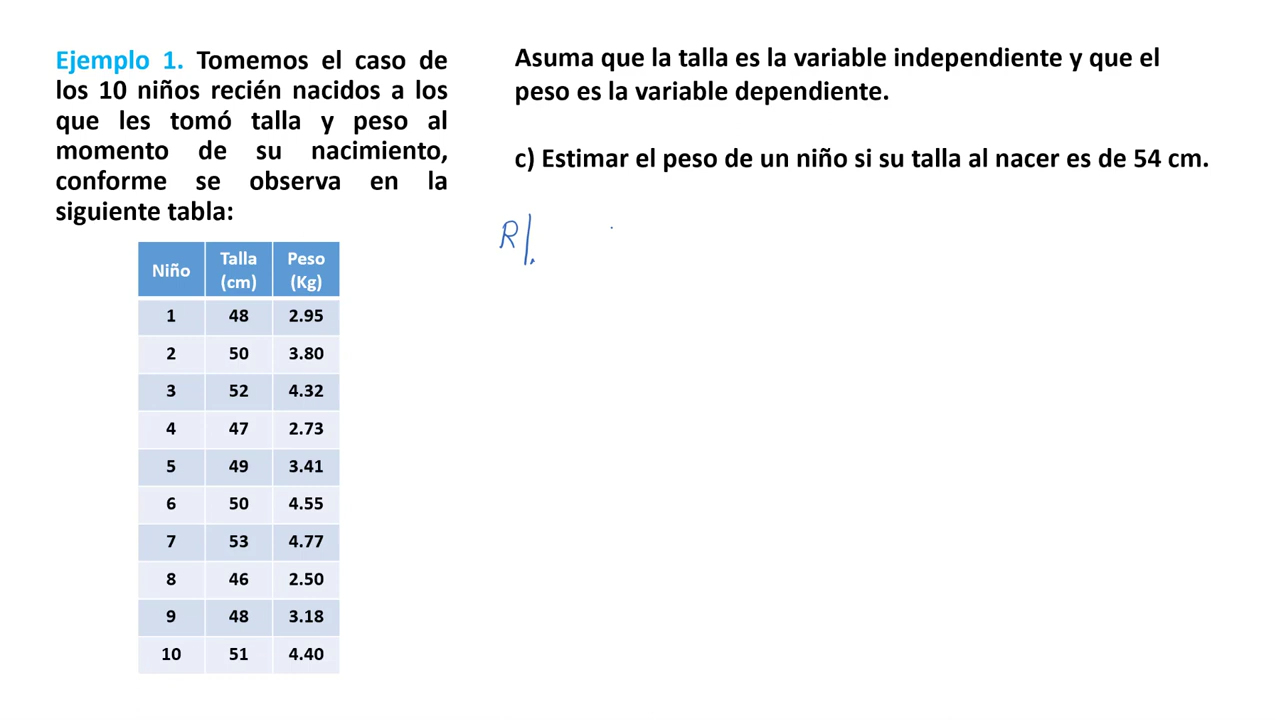 Ejemplo 1. Tomemos el caso de
los 10 niños recién nacidos a los
que les tomó talla y peso al
momento de su nacimiento,
conforme se observa en la
siguiente tabla:
Niño Talla (cm) Peso (Kg)
1 48 2.95
2 50 3.80
3 52 4.32
4 47 2.73
5 49 3.41
6 50 4.55
7 53 4.77
8 46 2.50
9 48 3.18
10 51 4.40
Asuma que la talla es la variable independiente y que el
peso es la variable dependiente.
c) Estimar el peso de un niño si su talla al nacer es de 54 cm.
R/.